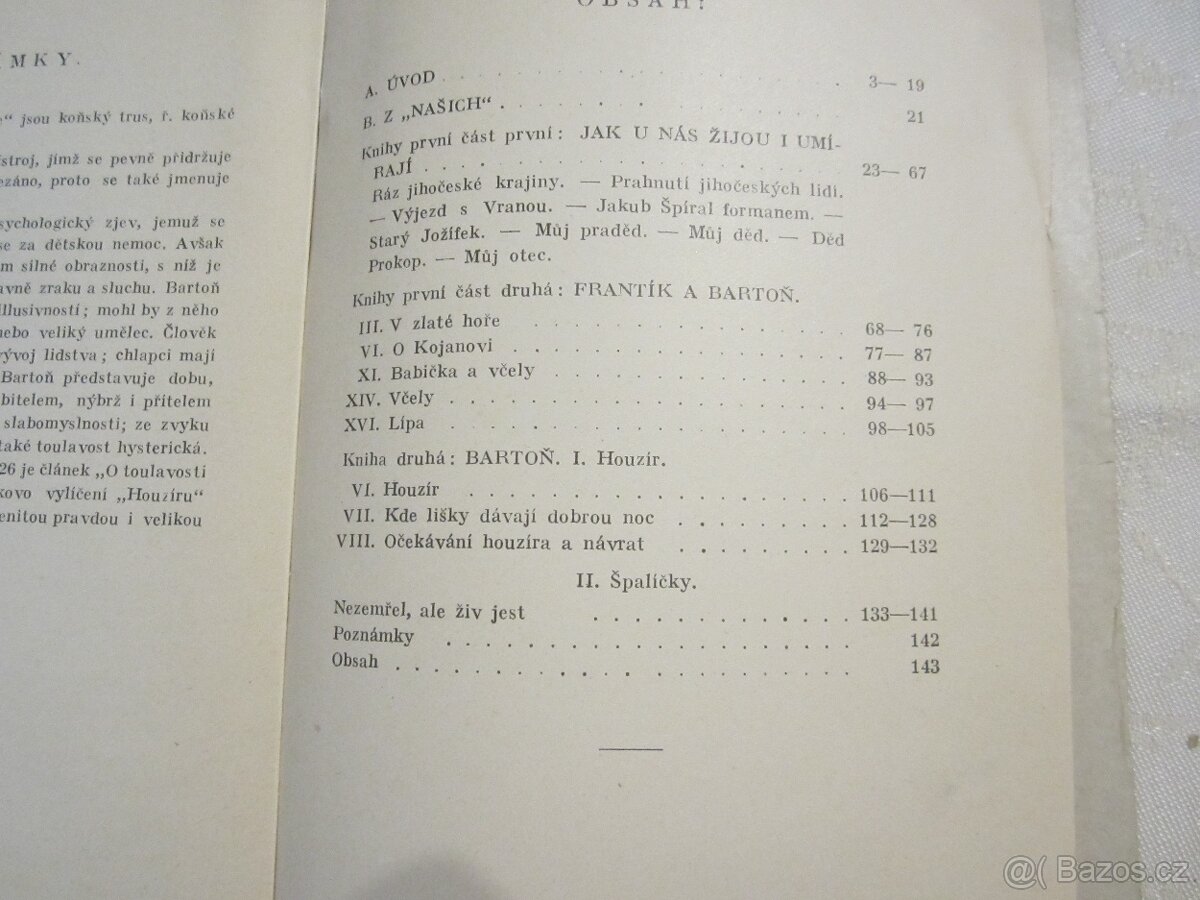 ÍMKY.
" jsou koňský trus, ř. koňské
stroj, jímž se pevně přidržuje
ezáno, proto se také jmenuje
sychologický zjev, jemuž se
se za dětskou nemoc. Avšak
m silné obraznosti, s níž je
avně zraku a sluchu. Bartoň
llusivností; mohl by z něho
nebo veliký umělec. Člověk
vývoj lidstva; chlapci mají
Bartoň představuje dobu,
bitelem, nýbrž i přítelem
slabomyslnosti; ze zvyku
také toulavost hysterická.
26 je článek „O toulavosti
kovo vylíčení „Houzíru"
enitou pravdou i velikou
OBSAH:
A. ÚVOD . . . . . . . . . . . . . . . 3— 19
B. Z „NAŠICH" . . . . . . . . . . . . . 21
Knihy první část první: JAK U NÁS ŽIJOU I UMÍ-
RAJÍ . . . . . . . . . . . . . . . 23— 67
Ráz jihočeské krajiny. — Prahnutí jihočeských lidí.
— Výjezd s Vranou. — Jakub Špíral formanem. —
Starý Jožífek. — Můj praděd. — Můj děd. — Děd
Prokop. — Můj otec.
Knihy první část druhá: FRANTÍK A BARTOŇ.
III. V zlaté hoře . . . . . . . . . . . . 68— 76
VI. O Kojanovi . . . . . . . . . . . . . 77— 87
XI. Babička a včely . . . . . . . . . . . 88— 93
XIV. Včely . . . . . . . . . . . . . . . 94— 97
XVI. Lípa . . . . . . . . . . . . . . . 98—105
Kniha druhá: BARTOŇ. I. Houzír.
VI. Houzír . . . . . . . . . . . . . . 106—111
VII. Kde lišky dávají dobrou noc . . . . . . . 112—128
VIII. Očekávání houzíra a návrat . . . . . . . 129—132
II. Špalíčky.
Nezemřel, ale živ jest . . . . . . . . . . 133—141
Poznámky . . . . . . . . . . . . . . . 142
Obsah . . . . . . . . . . . . . . . . . 143
@( Bazos.cz